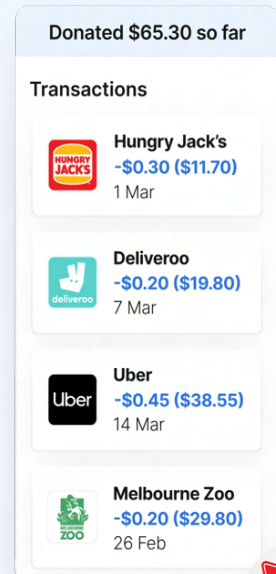 Donated $65.30 so far
Transactions
HUNGRY
JACK'S
Hungry Jack's
-$0.30 ($11.70)
1 Mar
deliveroo
Deliveroo
-$0.20 ($19.80)
7 Mar
Uber
Uber
-$0.45 ($38.55)
14 Mar
MELBOURNE
ZOO
Melbourne Zoo
-$0.20 ($29.80)
26 Feb